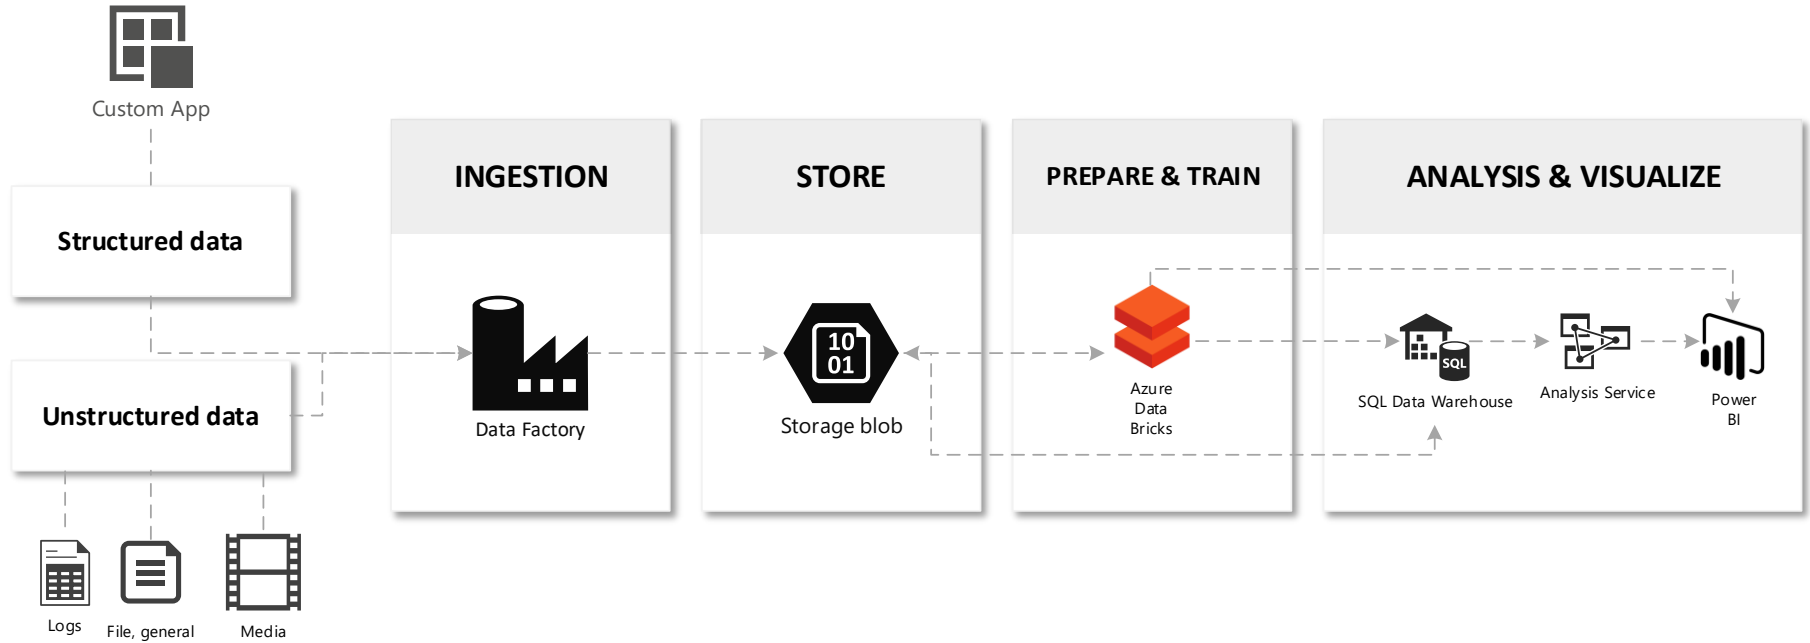 Custom App
Structured data
Unstructured data
Logs
File, general
Media
INGESTION
Data Factory
STORE
10
01
Storage blob
PREPARE & TRAIN
Azure
Data
Bricks
ANALYSIS & VISUALIZE
SQL
SQL Data Warehouse
Analysis Service
Power
BI